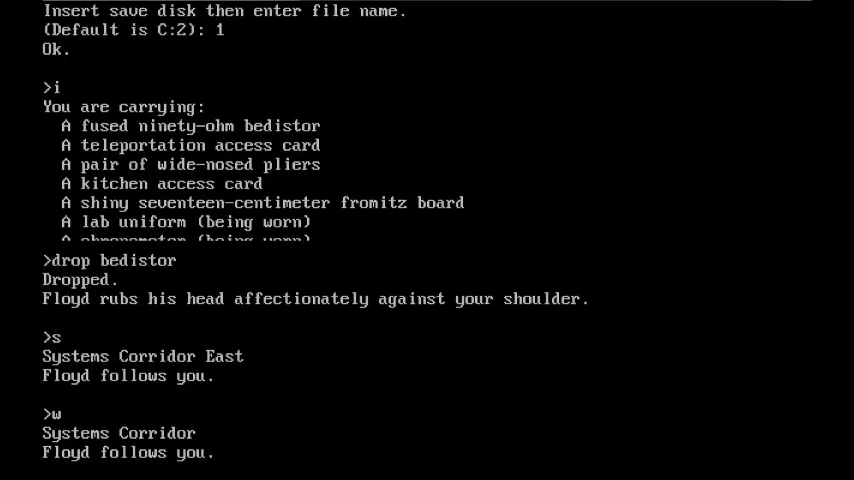 Insert save disk then enter file name.
(Default is C:2): 1
Ok.
>i
You are carrying:
A fused ninety-ohm bedistor
A teleportation access card
A pair of wide-nosed pliers
A kitchen access card
A shiny seventeen-centimeter fromitz board
A lab uniform (being worn)
A chronometer (being worn)
>drop bedistor
Dropped.
Floyd rubs his head affectionately against your shoulder.
>s
Systems Corridor East
Floyd follows you.
>w
Systems Corridor
Floyd follows you.